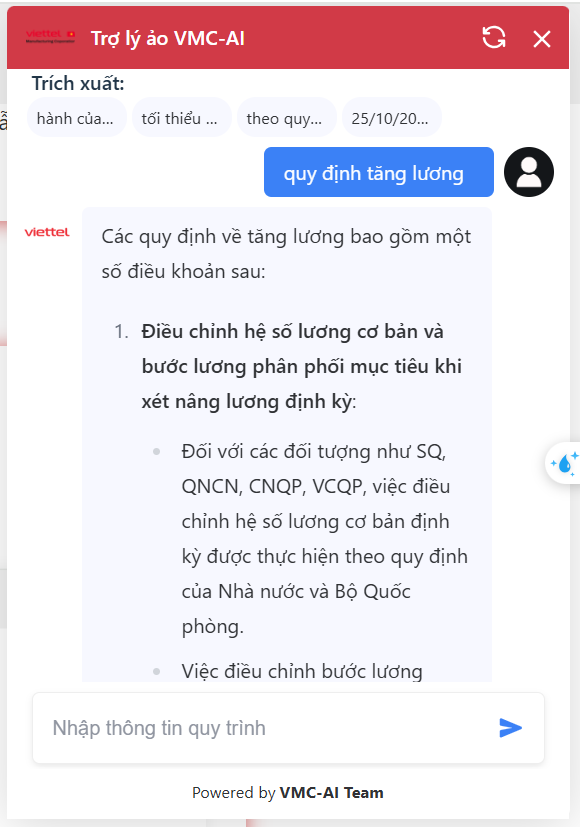 viettel
Manufacturing Corporation
Trợ lý ảo VMC-AI
Trích xuất:
hành của... tối thiểu ... theo quy... 25/10/20...
quy định tăng lương
viettel
Các quy định về tăng lương bao gồm một
số điều khoản sau:
1. Điều chỉnh hệ số lương cơ bản và
bước lương phân phối mục tiêu khi
xét nâng lương định kỳ:
Đối với các đối tượng như SQ,
QNCN, CNQP, VCQP, việc điều
chỉnh hệ số lương cơ bản định
kỳ được thực hiện theo quy định
của Nhà nước và Bộ Quốc
phòng.
Việc điều chỉnh bước lương
Nhập thông tin quy trình
Powered by VMC-AI Team